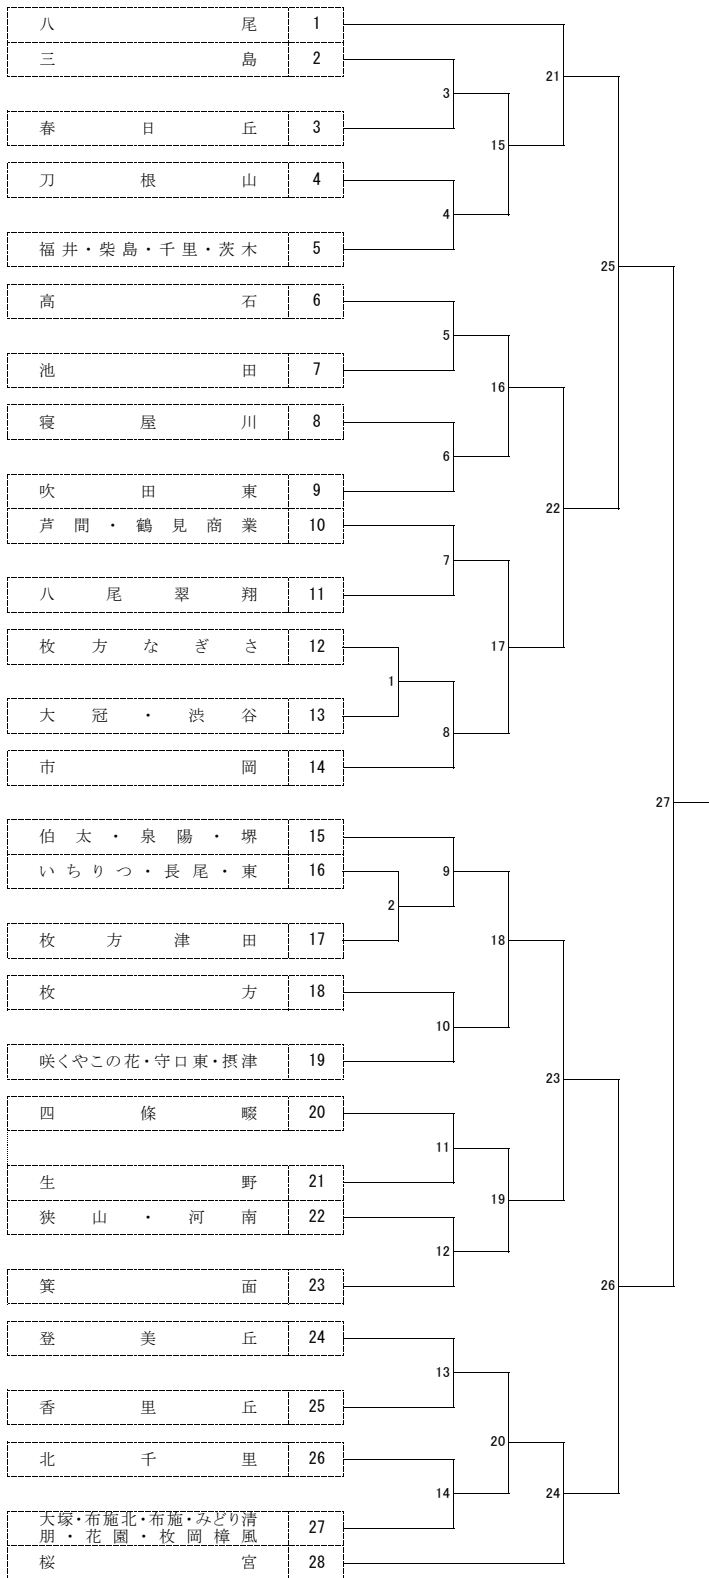 八尾 1
三島 2
春日丘 3
刀根山 4
福井・柴島・千里・茨木 5
高石 6
池田 7
寝屋川 8
吹田東 9
芦間・鶴見商業 10
八尾翠翔 11
枚方なぎさ 12
大冠・渋谷 13
市岡 14
伯太・泉陽・堺 15
いちりつ・長尾・東 16
枚方津田 17
枚方 18
咲くやこの花・守口東・摂津 19
四條畷 20
生野 21
狭山・河南 22
箕面 23
登美丘 24
香里丘 25
北千里 26
大塚・布施北・布施・みどり清
朋・花園・枚岡樟風 27
桜宮 28
1
2
3
4
5
6
7
8
9
10
11
12
13
14
15
16
17
18
19
20
21
22
23
24
25
26
27